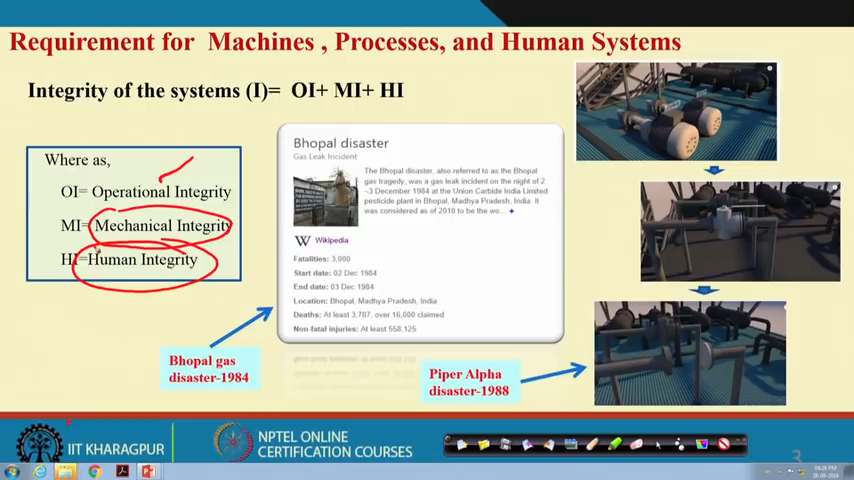 Requirement for Machines , Processes, and Human Systems
Integrity of the systems (I)= OI+ MI+ HI
Where as,
OI= Operational Integrity
MI= Mechanical Integrity
HI=Human Integrity
Bhopal disaster
Gas Leak Incident
The Bhopal disaster, also referred to as the Bhopal
gas tragedy, was a gas leak incident on the night of 2
–3 December 1984 at the Union Carbide India Limited
pesticide plant in Bhopal, Madhya Pradesh, India. It
was considered as of 2010 to be the wo...
W Wikipedia
Fatalities: 3,000
Start date: 02 Dec 1984
End date: 03 Dec 1984
Location: Bhopal, Madhya Pradesh, India
Deaths: At least 3,787, over 16,000 claimed
Non-fatal injuries: At least 558,125
Bhopal gas
disaster-1984
Piper Alpha
disaster-1988
IIT KHARAGPUR
NPTEL ONLINE
CERTIFICATION COURSES
3